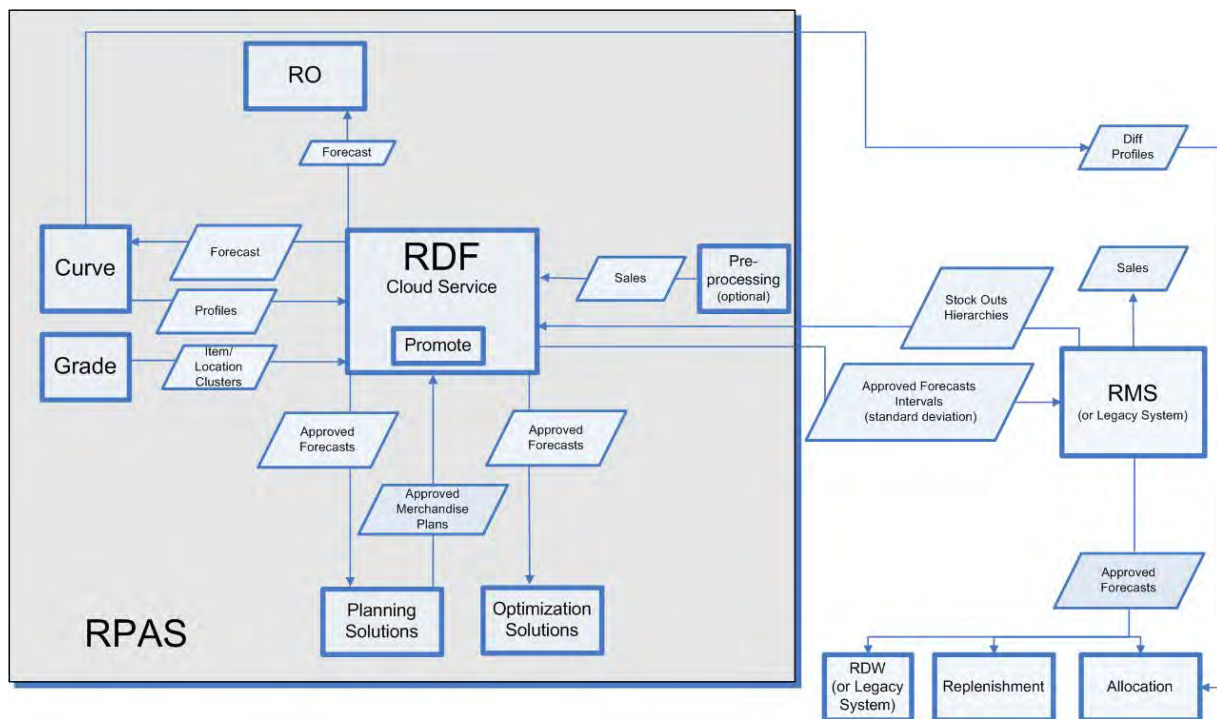 RO
Forecast
Diff
Profiles
Curve
Forecast
Profiles
Grade
Item/
Location
Clusters
RDF
Cloud Service
Promote
Sales
Pre-
processing
(optional)
Stock Outs
Hierarchies
Sales
Approved Forecasts
Intervals
(standard deviation)
RMS
(or Legacy System)
Approved
Forecasts
Approved
Merchandise
Plans
Approved
Forecasts
Approved
Forecasts
Planning
Solutions
Optimization
Solutions
RPAS
RDW
(or Legacy
System)
Replenishment
Allocation